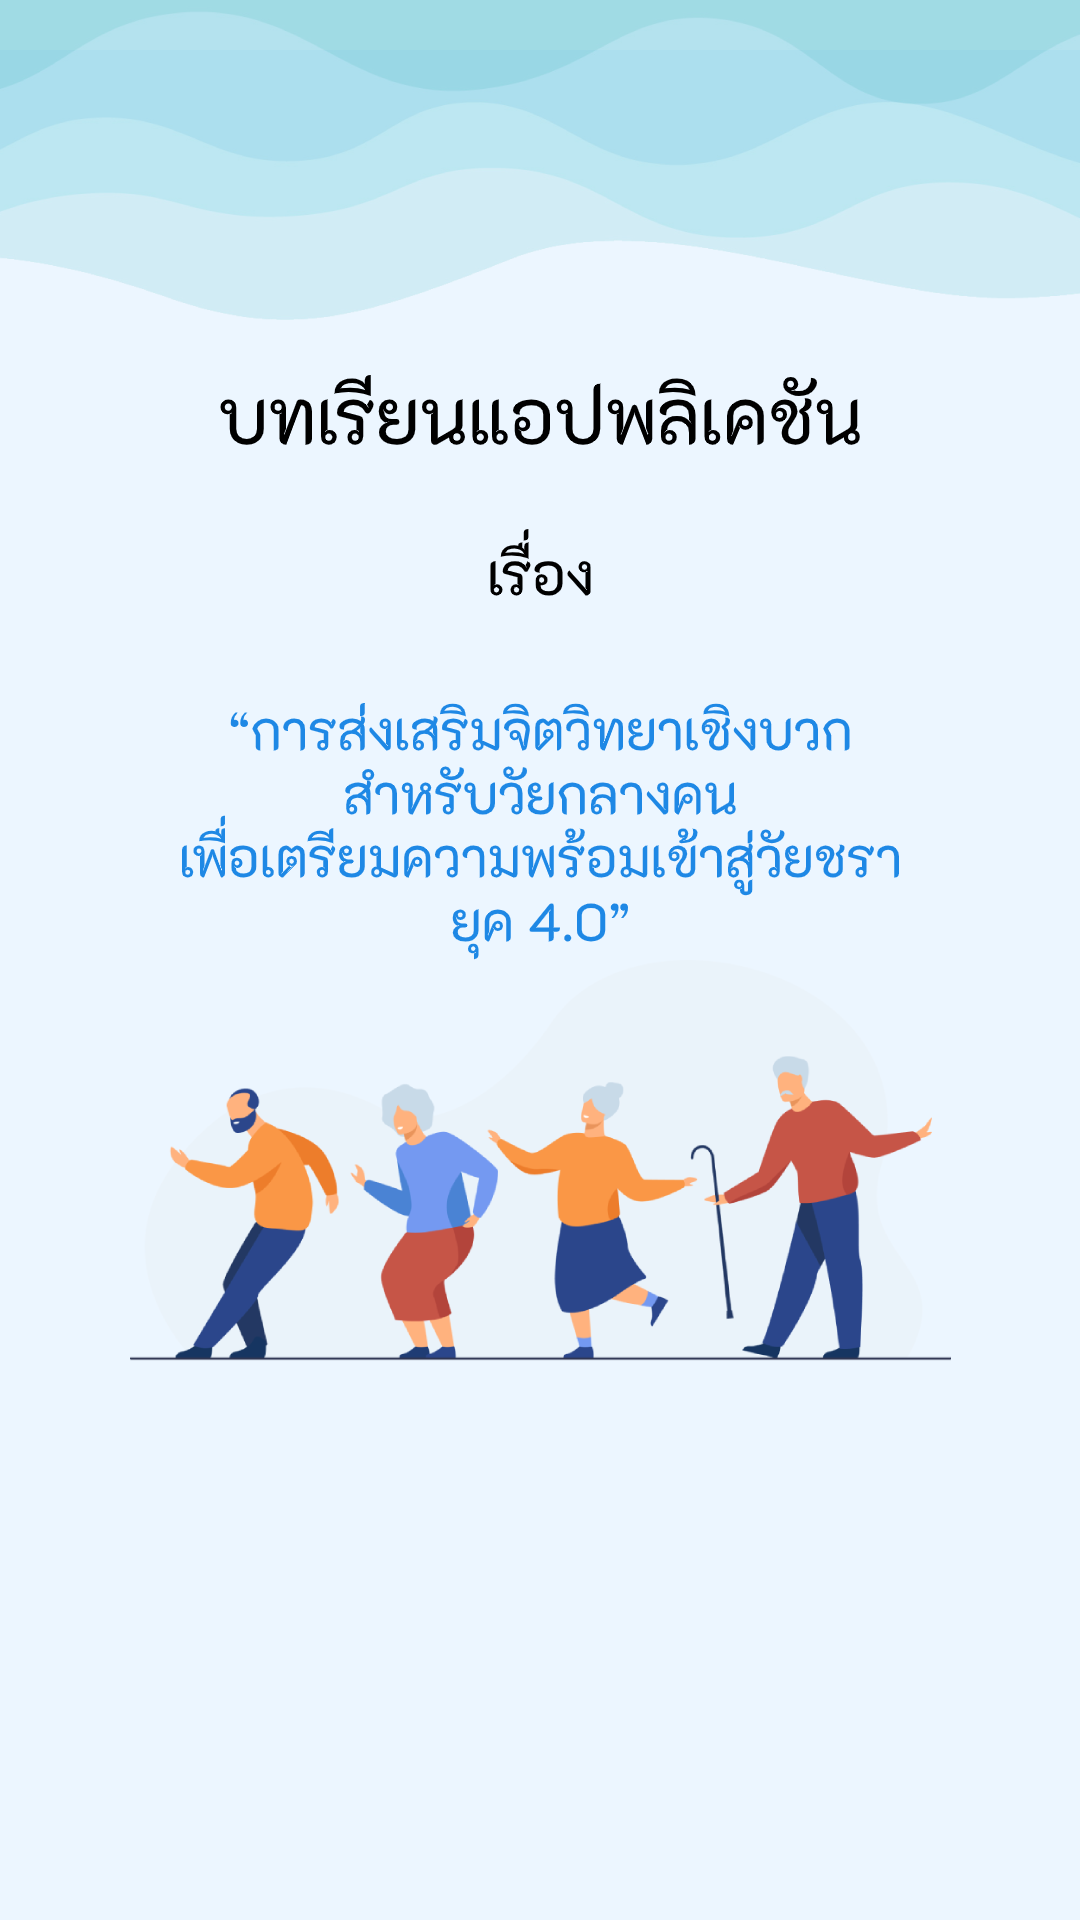 บทเรียนแอปพลิเคชัน
เรื่อง
“การส่งเสริมจิตวิทยาเชิงบวก
สำหรับวัยกลางคน
เพื่อเตรียมความพร้อมเข้าสู่วัยชรา
ยุค 4.0”